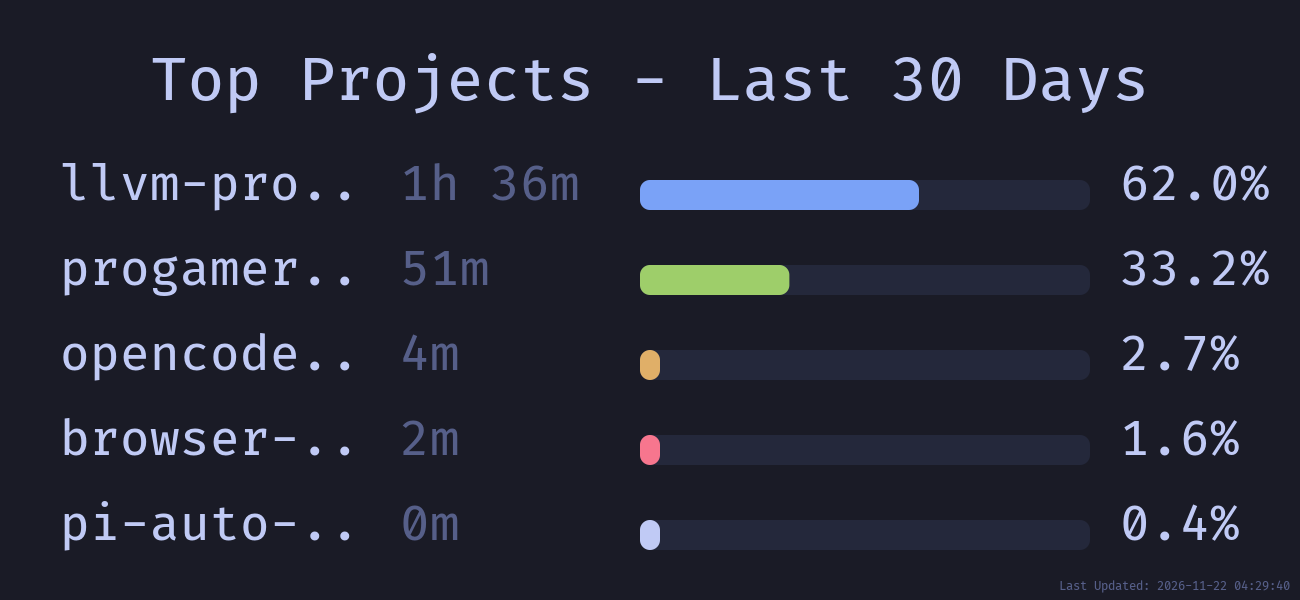 Top Projects - Last 30 Days
llvm-pro.. 1h 36m 62.0%
progamer.. 51m 33.2%
opencode.. 4m 2.7%
browser-.. 2m 1.6%
pi-auto-.. 0m 0.4%
Last Updated: 2026-11-22 04:29:40